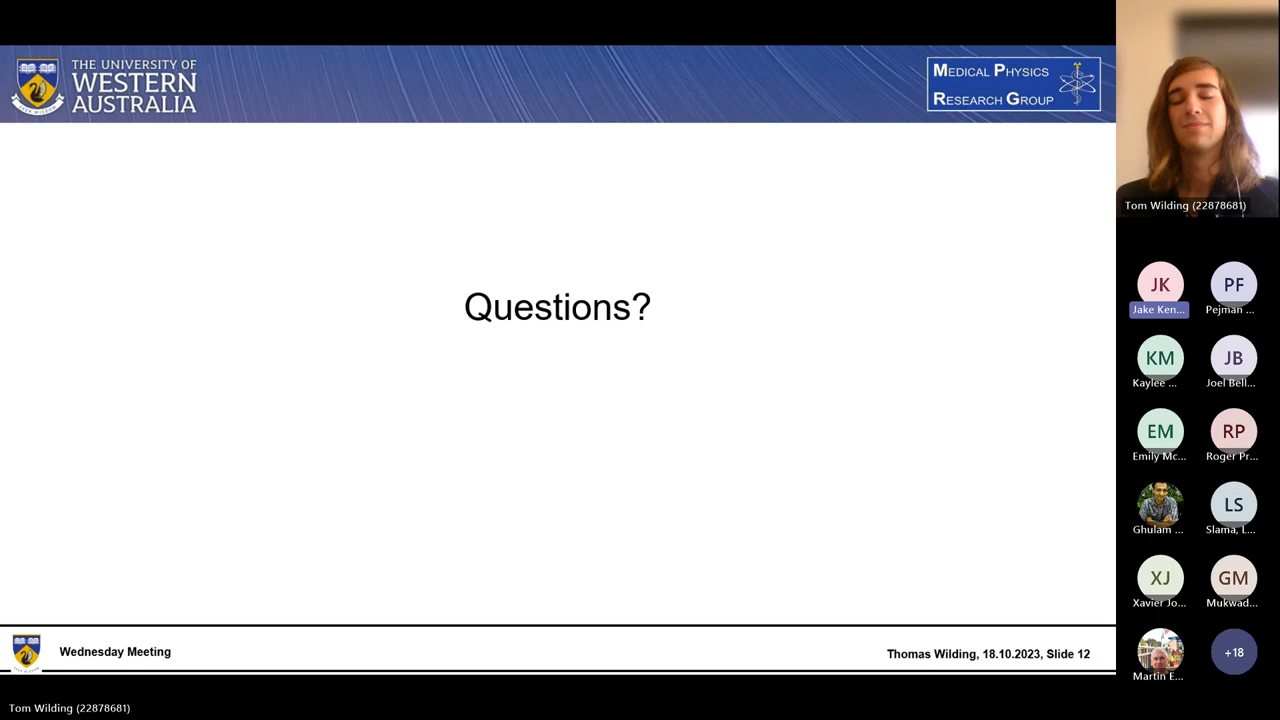 THE UNIVERSITY OF
WESTERN
AUSTRALIA
MEDICAL PHYSICS
RESEARCH GROUP
Questions?
Wednesday Meeting
Thomas Wilding, 18.10.2023, Slide 12
Tom Wilding (22878681)
JK
PF
Jake Ken...
Pejman ...
KM
JB
Kaylee ...
Joel Bell...
EM
RP
Emily Mc...
Roger Pr...
LS
Ghulam ...
Slama, L...
XJ
GM
Xavier Jo...
Mukwad...
+18
Martin E...
Tom Wilding (22878681)